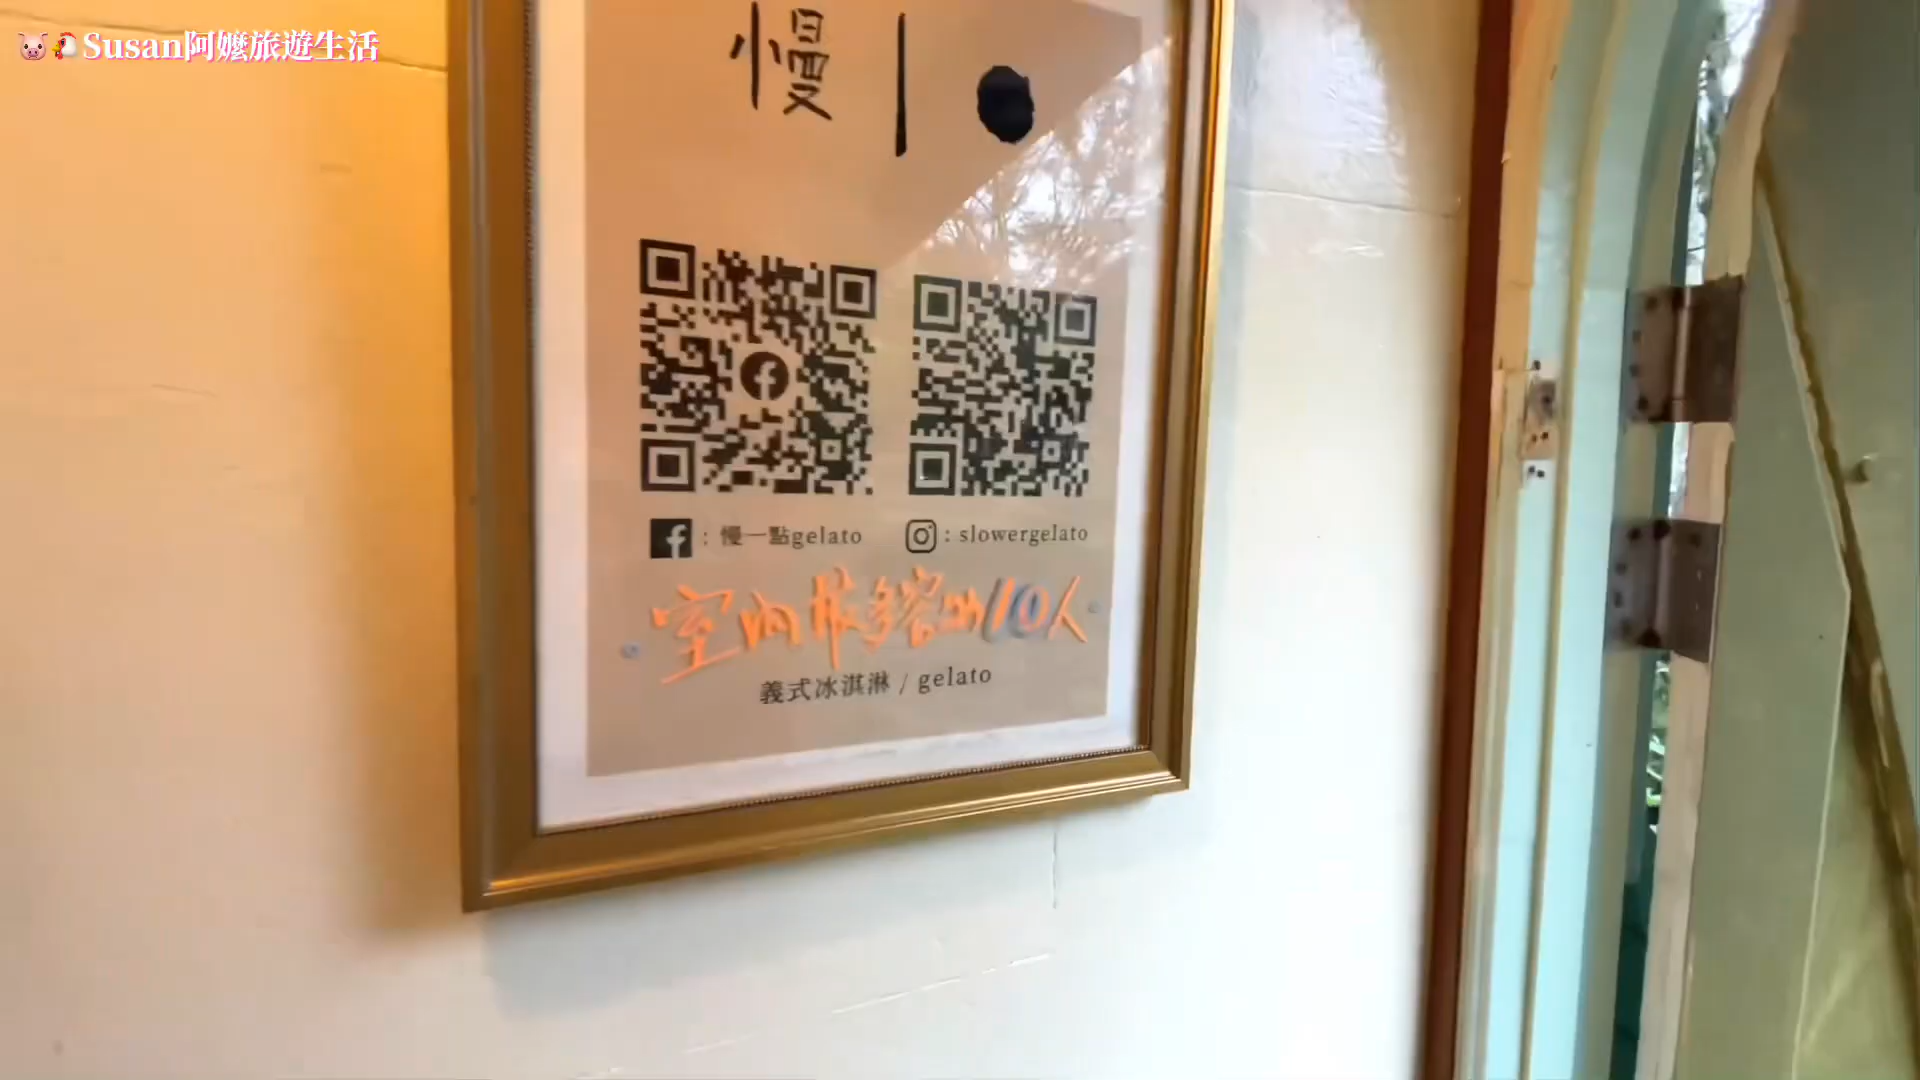 Susan阿嬤旅遊生活
慢
: 慢一點gelato
: slowergelato
室內最多容納10人
義式冰淇淋 / gelato